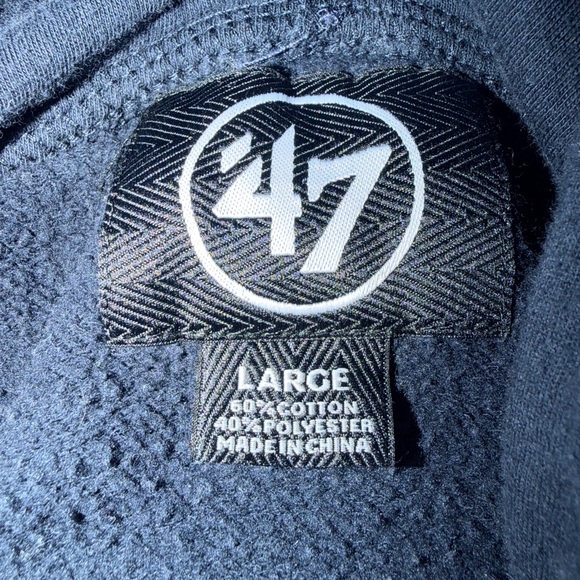 '47
LARGE
60% COTTON
40% POLYESTER
MADE IN CHINA